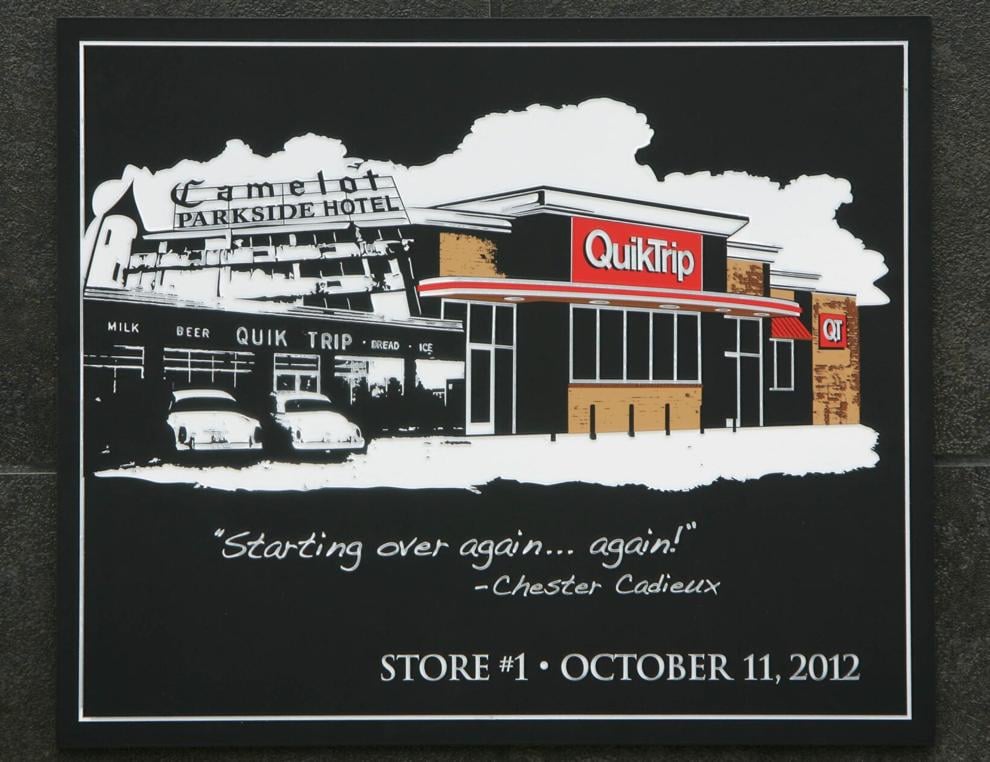 Camelot
PARKSIDE HOTEL
QuikTrip
QT
MILK BEER QUIK TRIP • BREAD • ICE
"Starting over again... again!"
-Chester Cadieux
STORE #1 • OCTOBER 11, 2012